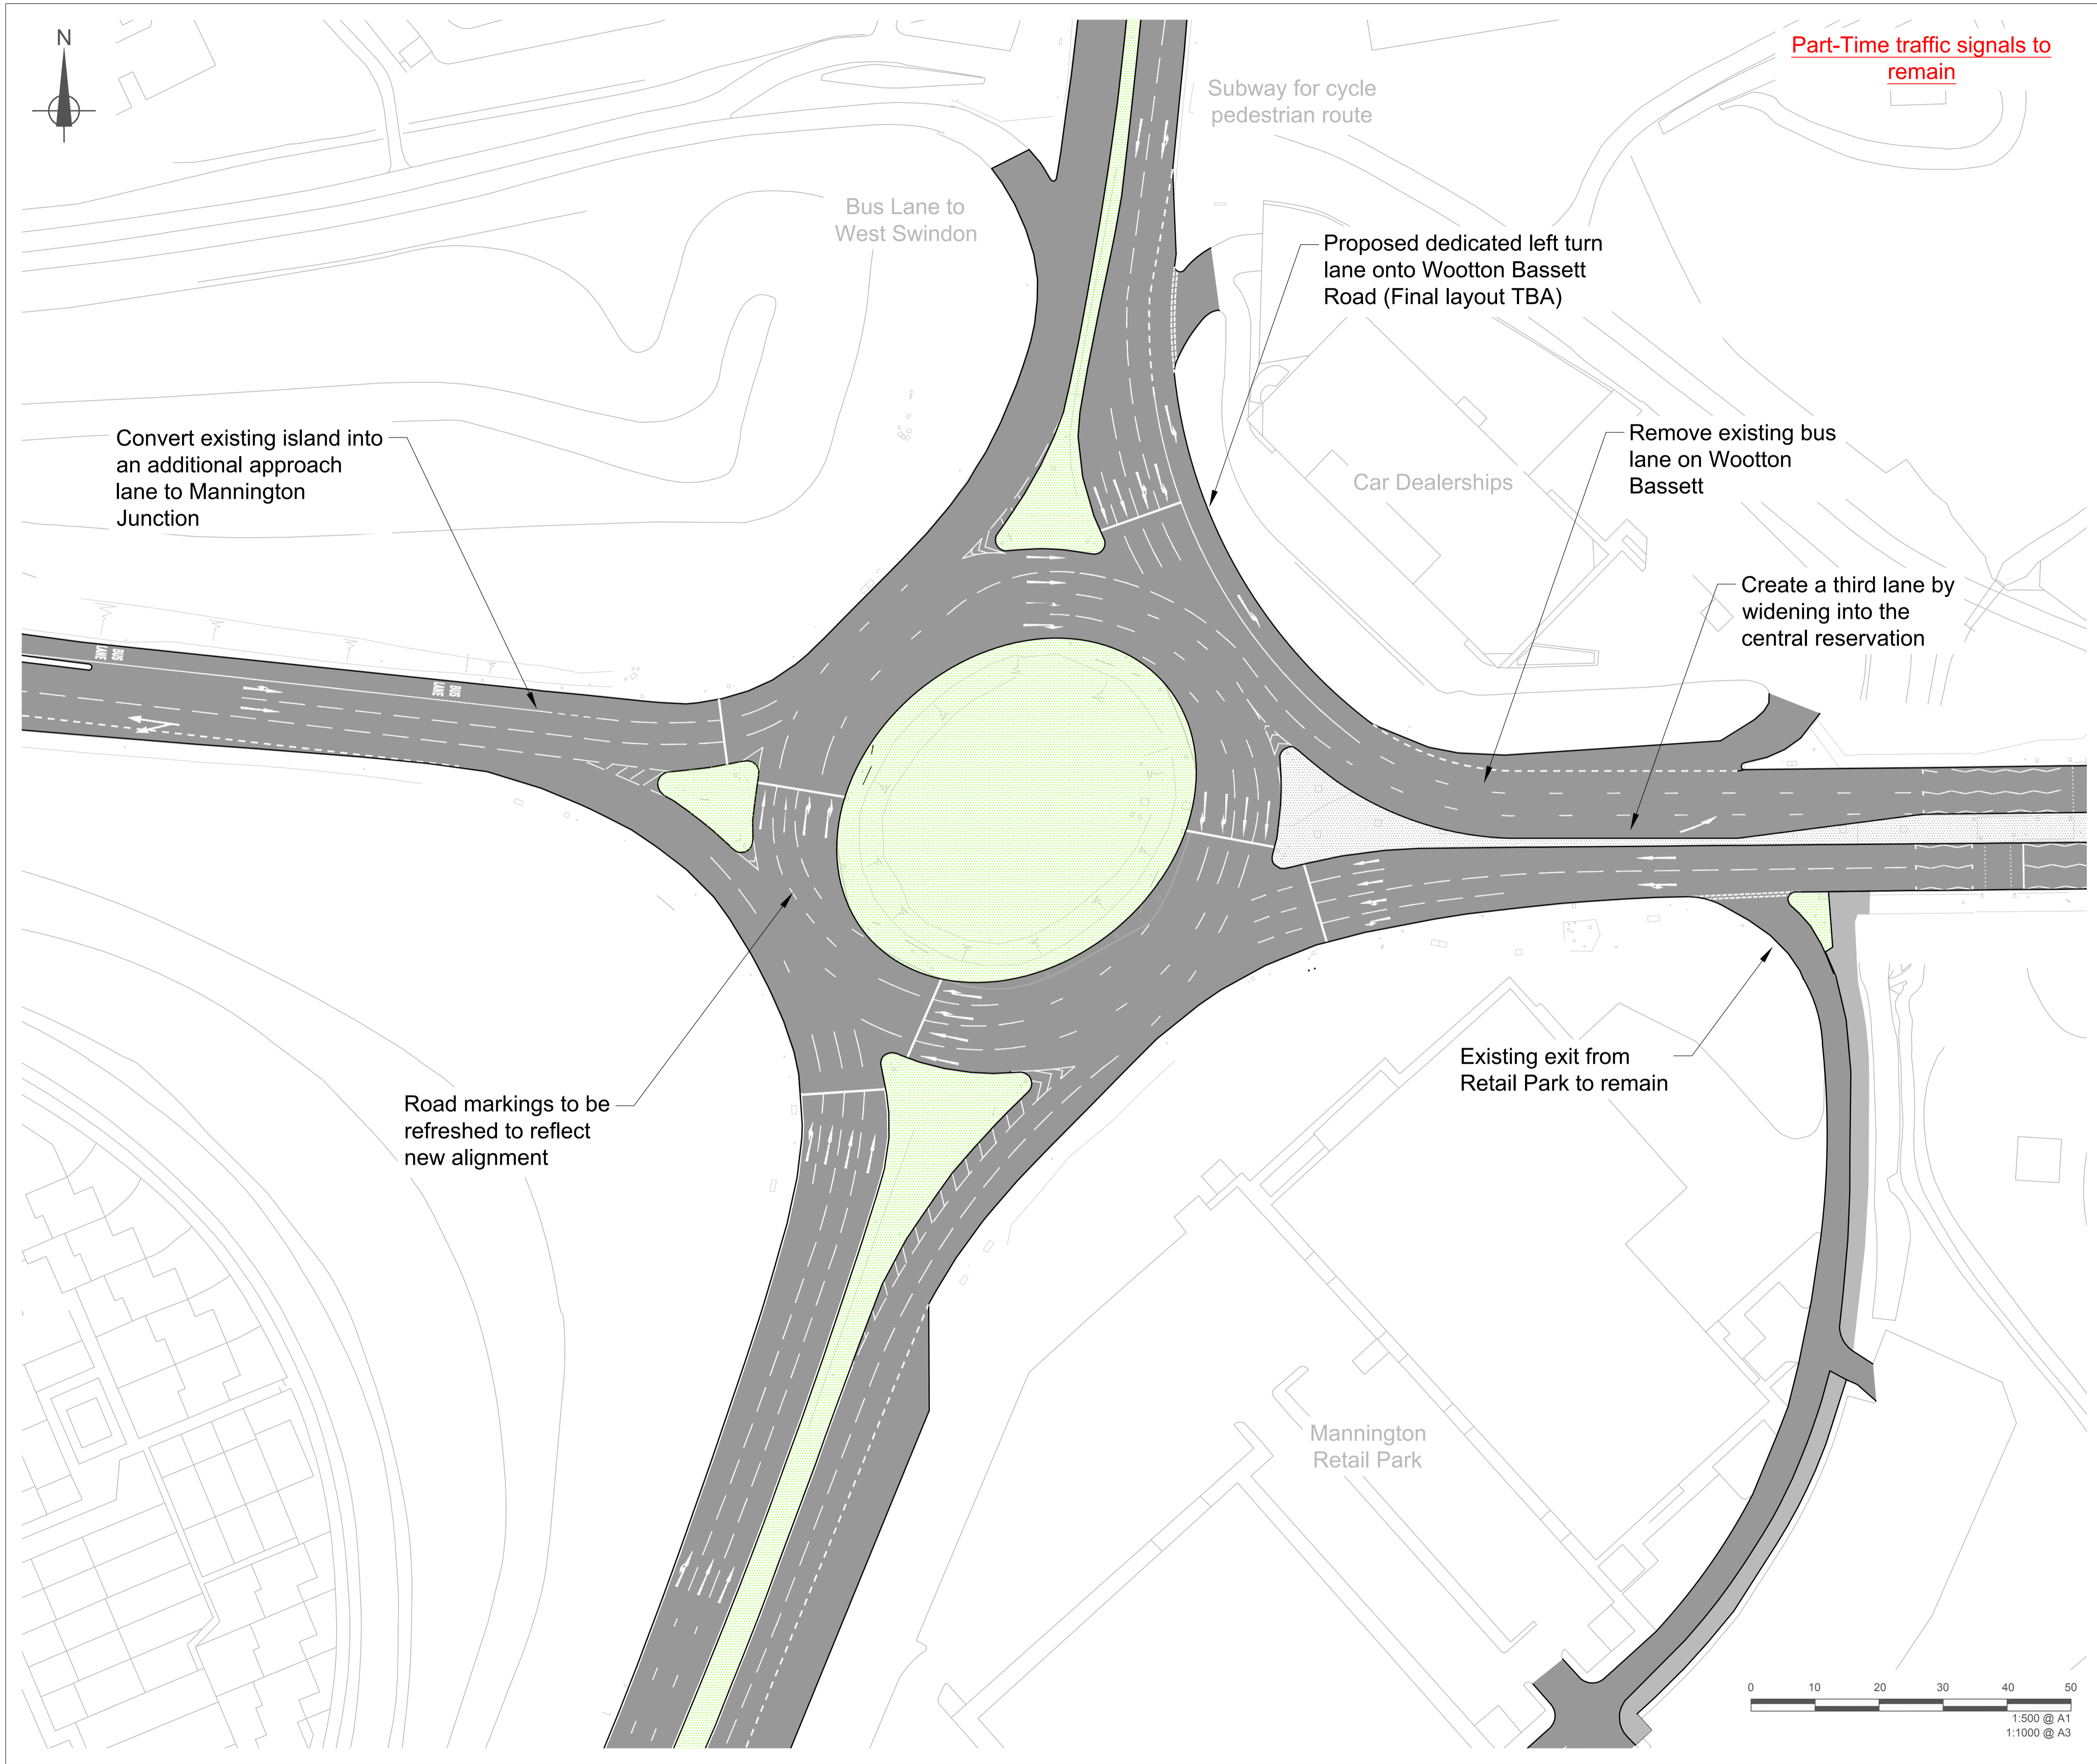 N
Part-Time traffic signals to
remain
Subway for cycle
pedestrian route
Bus Lane to
West Swindon
Proposed dedicated left turn
lane onto Wootton Bassett
Road (Final layout TBA)
Convert existing island into
an additional approach
lane to Mannington
Junction
Remove existing bus
lane on Wootton
Bassett
Car Dealerships
Create a third lane by
widening into the
central reservation
BUS
LANE
BUS
LANE
Existing exit from
Retail Park to remain
Road markings to be
refreshed to reflect
new alignment
Mannington
Retail Park
0 10 20 30 40 50
1:500 @ A1
1:1000 @ A3